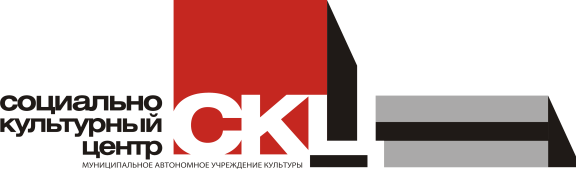 социально
культурный
центр
СКЦ
МУНИЦИПАЛЬНОЕ АВТОНОМНОЕ УЧРЕЖДЕНИЕ КУЛЬТУРЫ